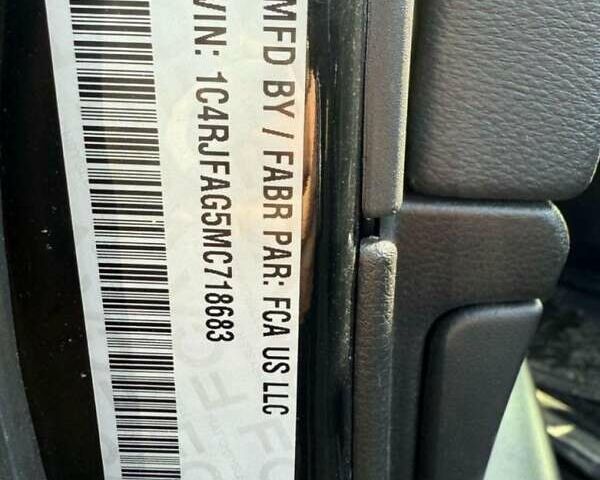 MFD BY / FABR PAR: FCA US LLC
VIN: 1C4RJFAG5MC718683